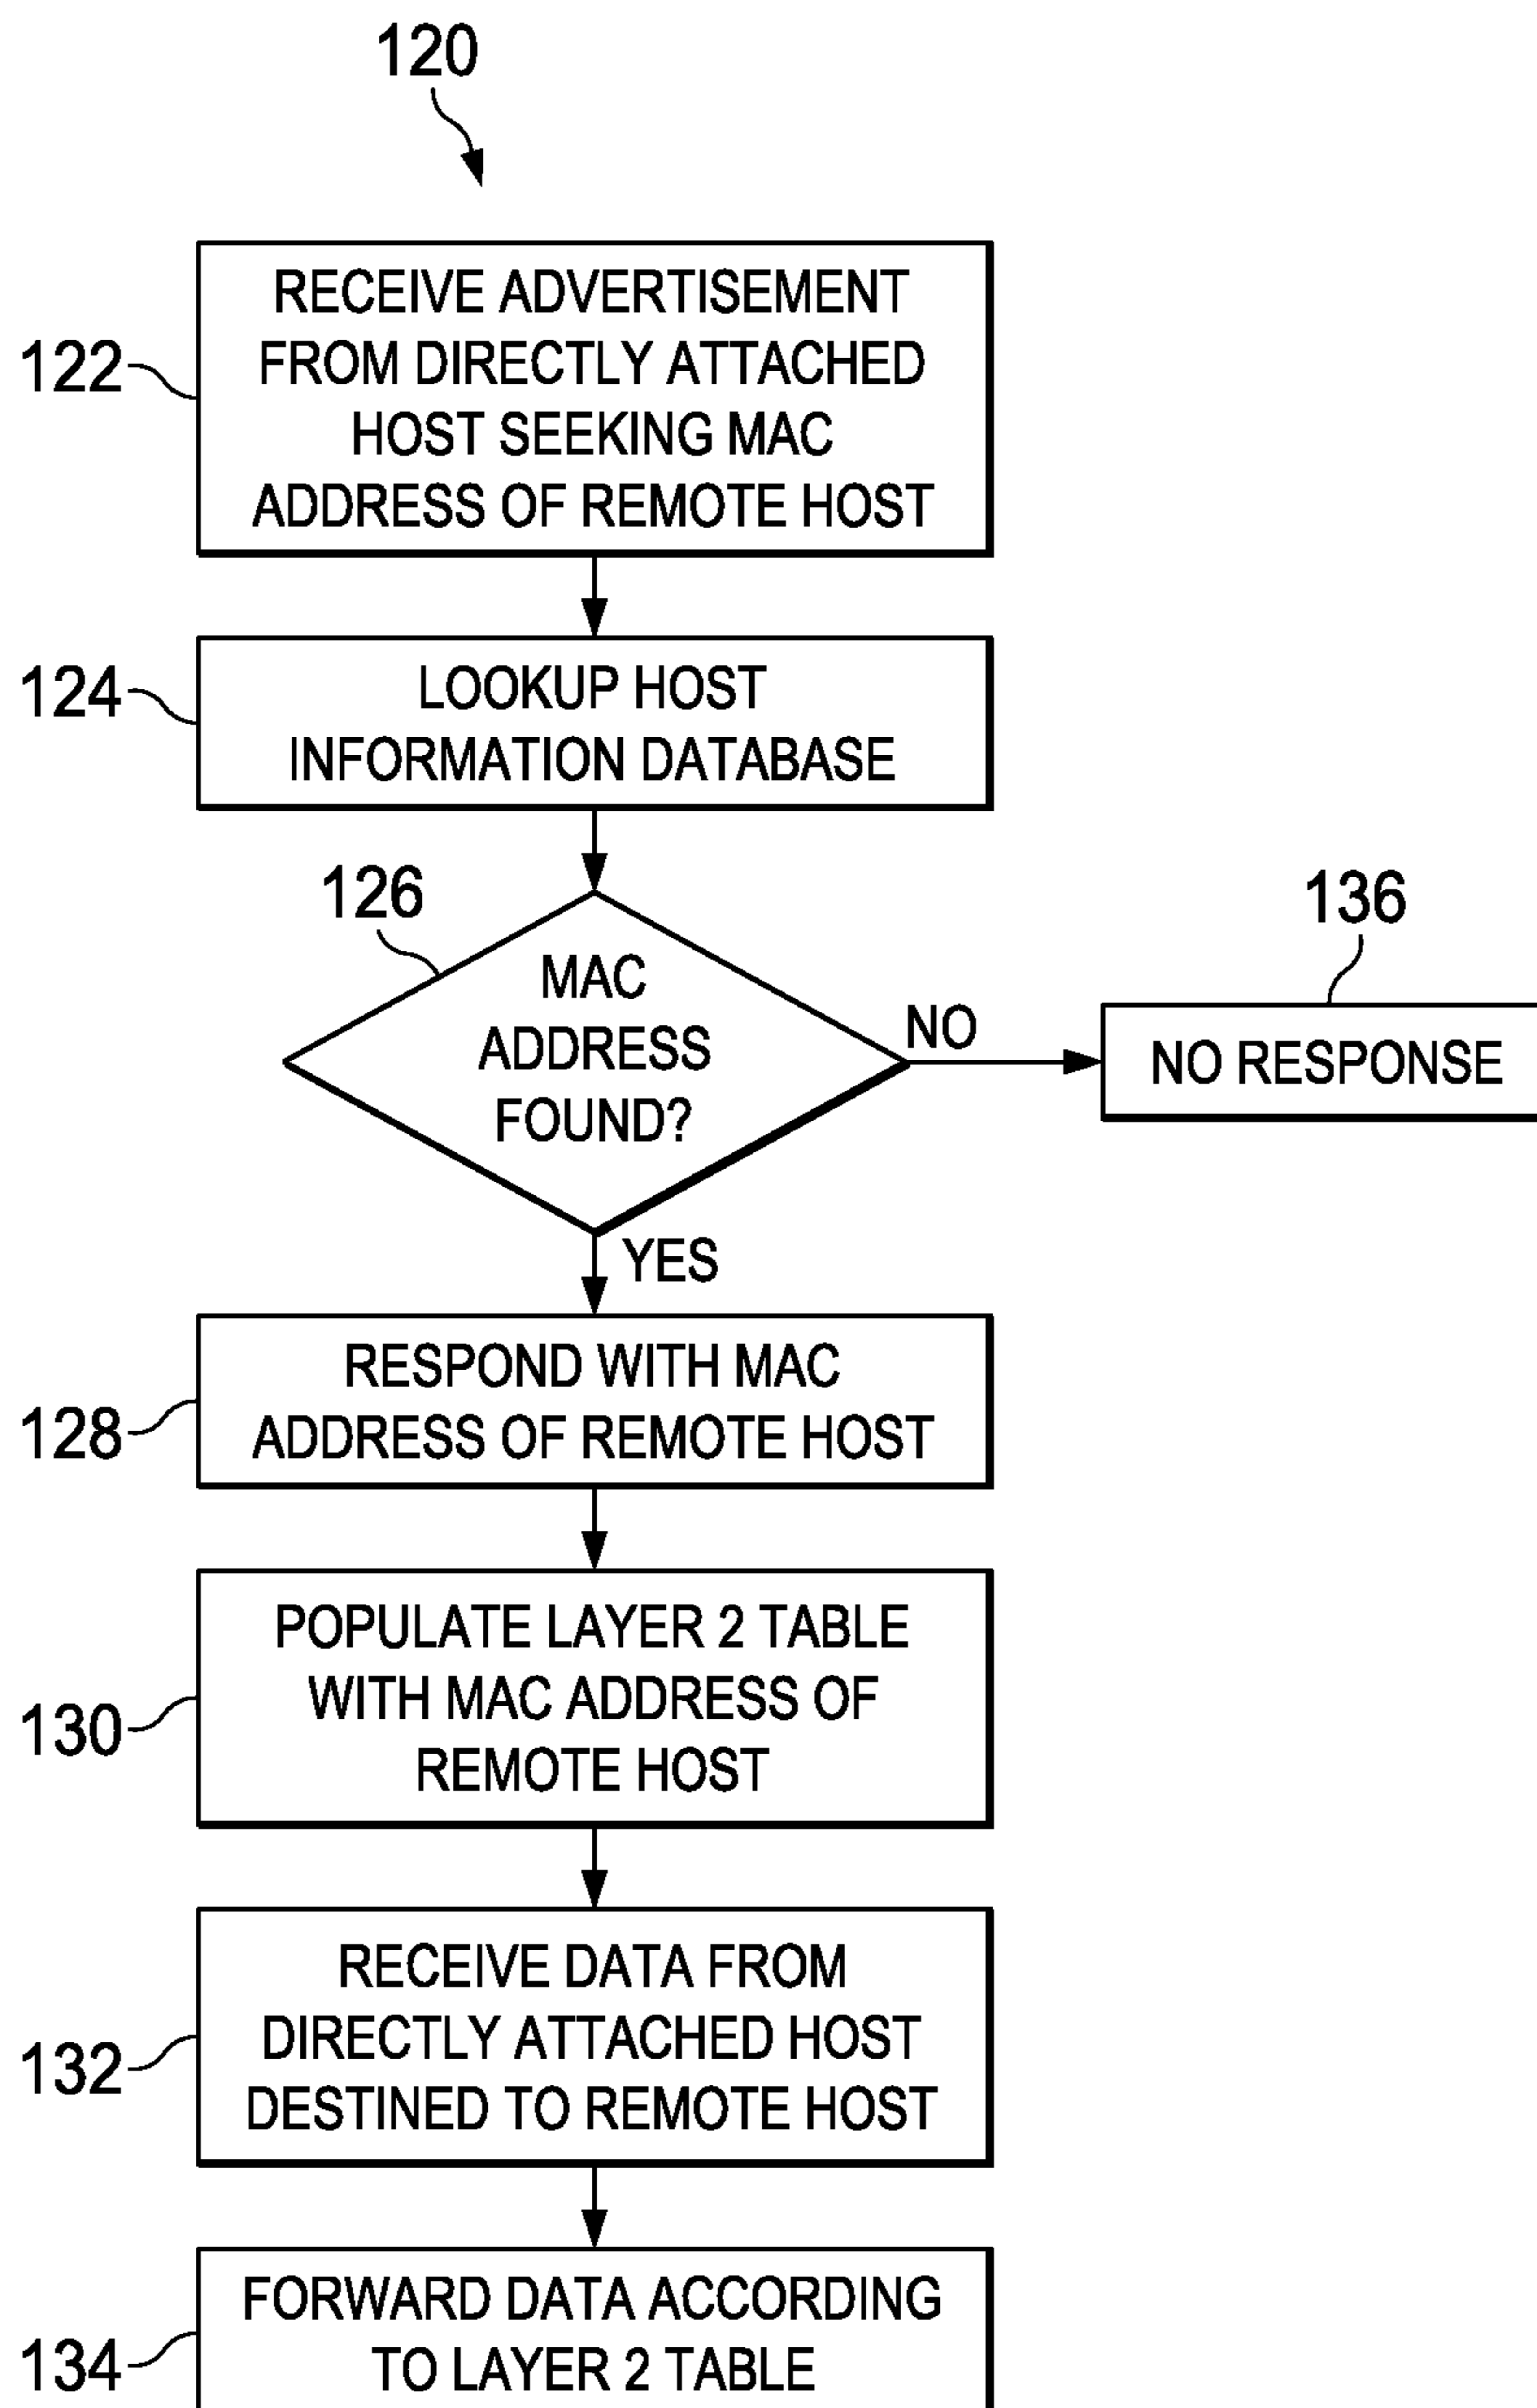 120
122
RECEIVE ADVERTISEMENT
FROM DIRECTLY ATTACHED
HOST SEEKING MAC
ADDRESS OF REMOTE HOST
124
LOOKUP HOST
INFORMATION DATABASE
126
MAC
ADDRESS
FOUND?
NO
136
NO RESPONSE
YES
128
RESPOND WITH MAC
ADDRESS OF REMOTE HOST
130
POPULATE LAYER 2 TABLE
WITH MAC ADDRESS OF
REMOTE HOST
132
RECEIVE DATA FROM
DIRECTLY ATTACHED HOST
DESTINED TO REMOTE HOST
134
FORWARD DATA ACCORDING
TO LAYER 2 TABLE